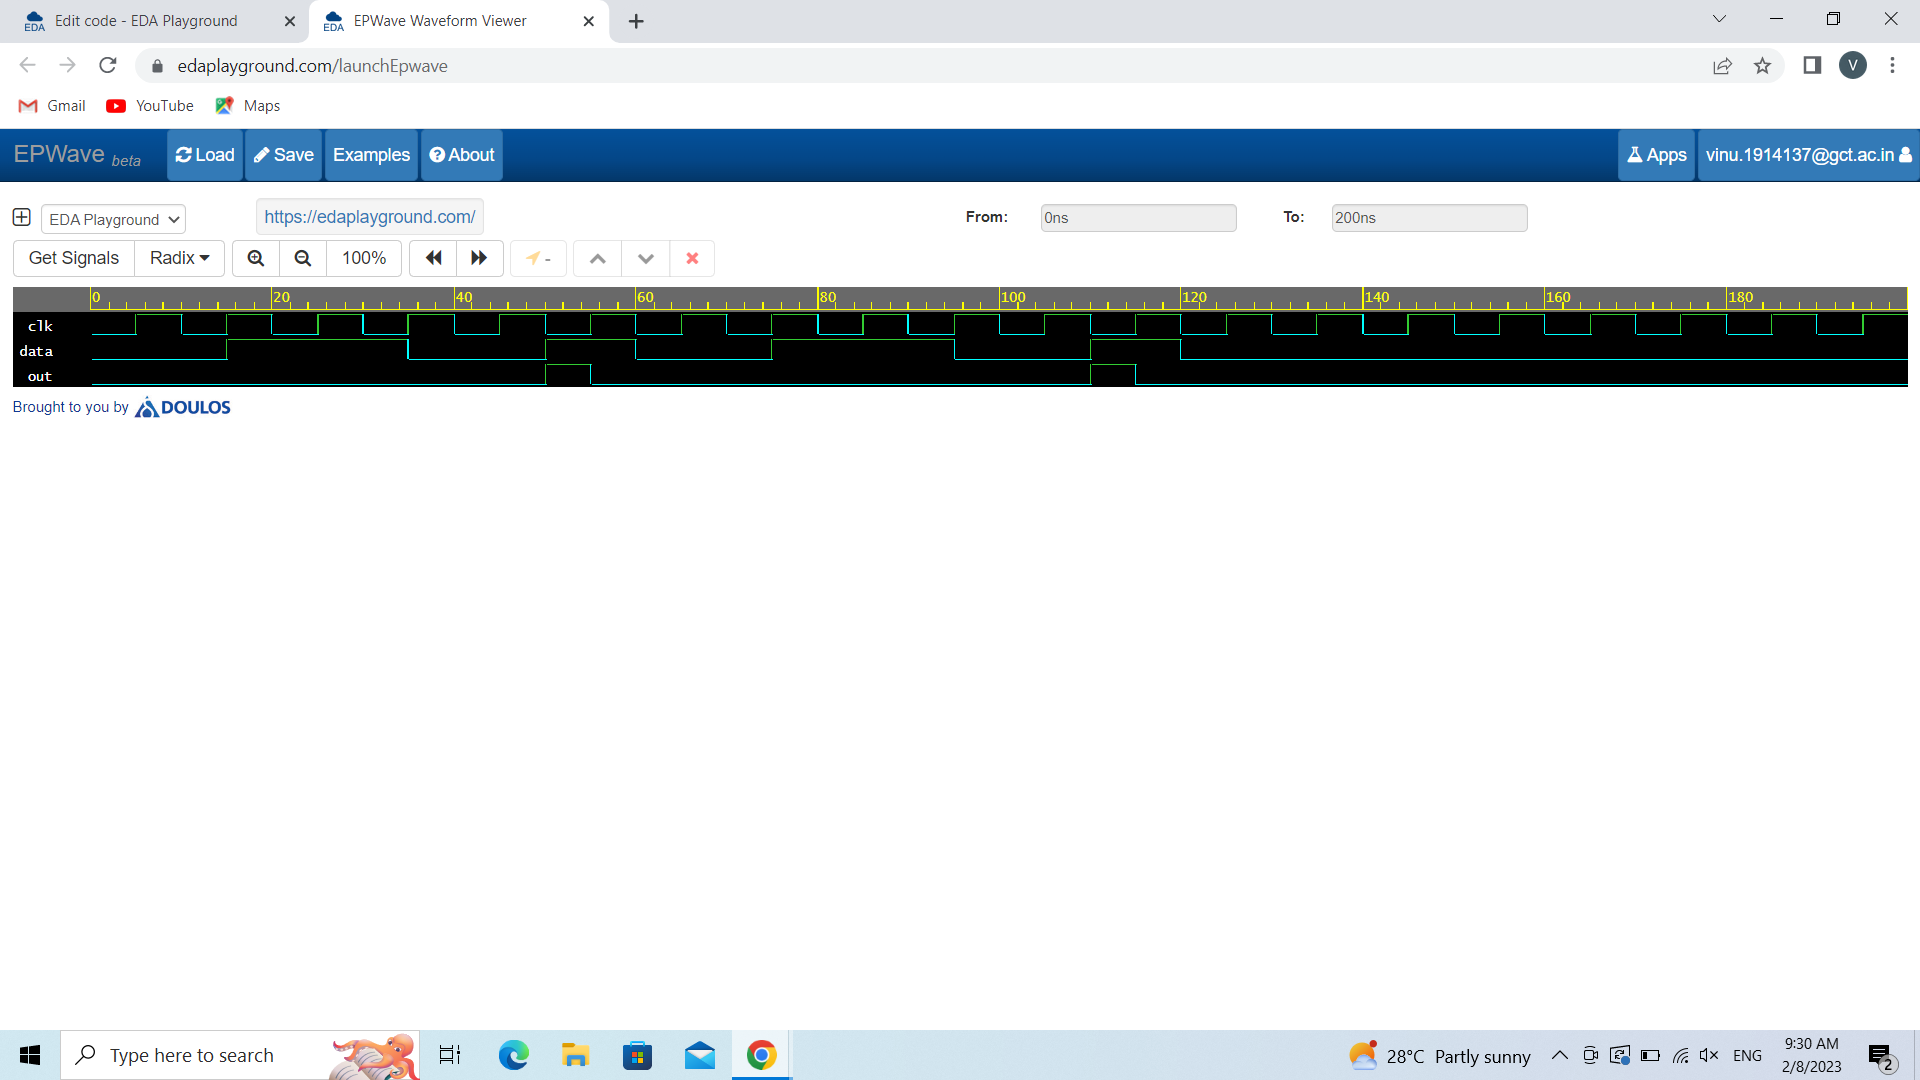 Edit code - EDA Playground
EPWave Waveform Viewer
edaplayground.com/launchEpwave
V
Gmail
YouTube
Maps
EPWave beta
Load
Save
Examples
About
Apps
vinu.1914137@gct.ac.in
EDA Playground
https://edaplayground.com/
From:
0ns
To:
200ns
Get Signals
Radix
100%
-
0 20 40 60 80 100 120 140 160 180
clk
data
out
Brought to you by DOULOS
Type here to search
28°C Partly sunny
ENG
9:30 AM
2/8/2023
2
EDA
EDA